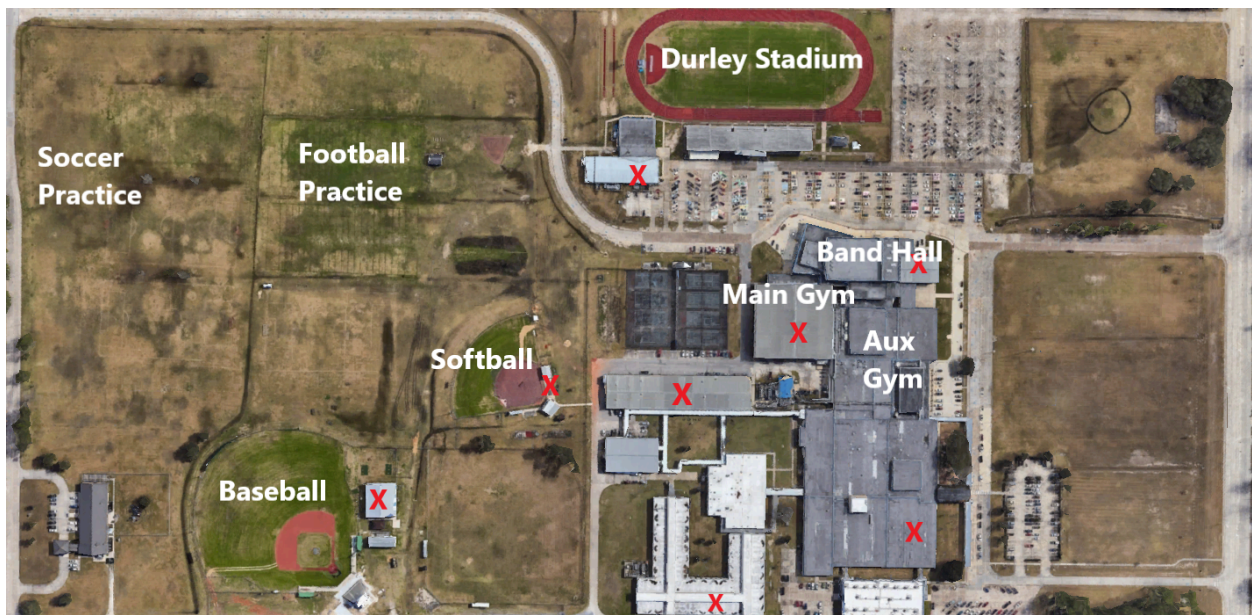 Durley Stadium
Soccer
Practice
Football
Practice
X
Band Hall
X
Main Gym
X
Aux
Gym
Softball
X
X
Baseball
X
X
X